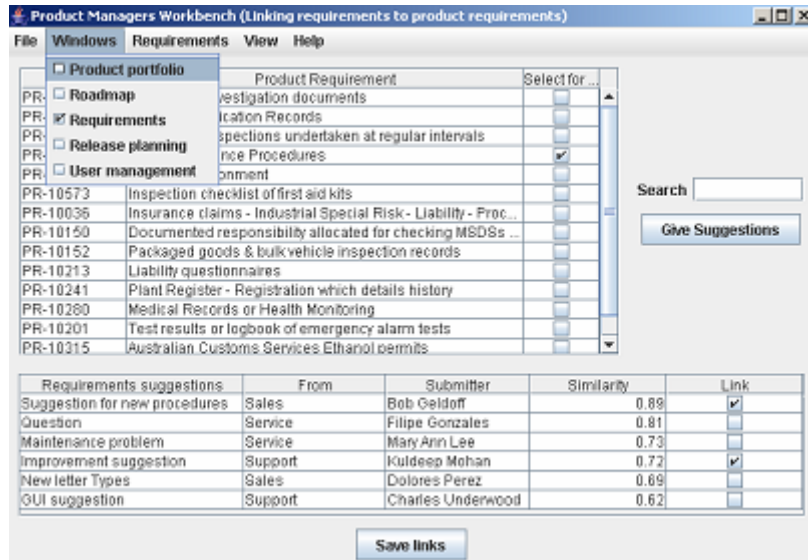 Product Managers Workbench (Linking requirements to product requirements)
File Windows Requirements View Help
Product portfolio
Roadmap
Requirements
Release planning
User management
Product Requirement Select for ...
PR- vestigation documents
PR- ication Records
PR- spections undertaken at regular intervals
PR- nce Procedures
PR- onment
PR-10573 Inspection checklist of first aid kits
PR-10036 Insurance claims - Industrial Special Risk - Liability - Proc...
PR-10150 Documented responsibility allocated for checking MSDSs ...
PR-10152 Packaged goods & bulk vehicle inspection records
PR-10213 Liability questionnaires
PR-10241 Plant Register - Registration which details history
PR-10280 Medical Records or Health Monitoring
PR-10201 Test results or logbook of emergency alarm tests
PR-10315 Australian Customs Services Ethanol permits
Search
Give Suggestions
Requirements suggestions From Submitter Similarity Link
Suggestion for new procedures Sales Bob Geldoff 0.89
Question Service Filipe Gonzales 0.81
Maintenance problem Service Mary Ann Lee 0.73
Improvement suggestion Support Kuldeep Mohan 0.72
New letter Types Sales Dolores Perez 0.69
GUI suggestion Support Charles Underwood 0.62
Save links